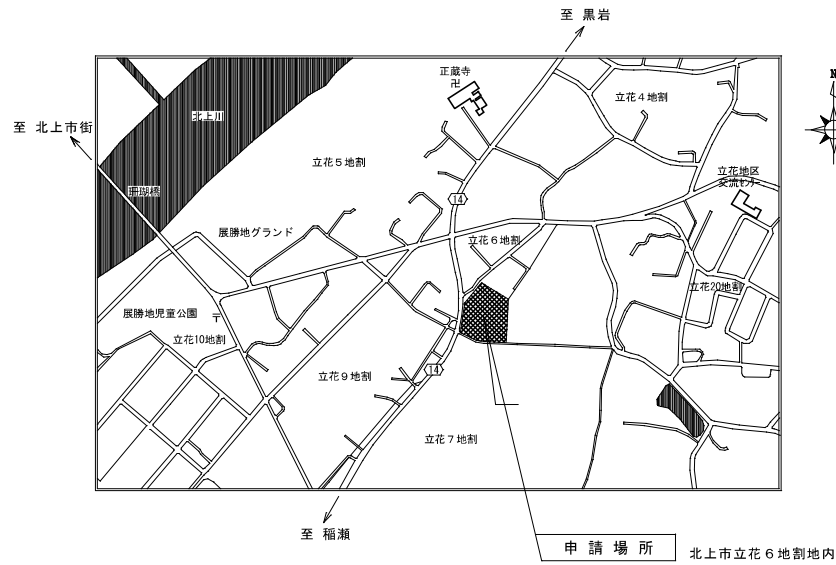 至 黒岩
N
正蔵寺
卍
立花４地割
至 北上市街
北上川
立花５地割
立花地区
交流センター
珊瑚橋
14
展勝地グランド
立花６地割
立花20地割
展勝地児童公園
〒
立花10地割
立花９地割
14
立花７地割
至 稲瀬
申請場所
北上市立花６地割地内